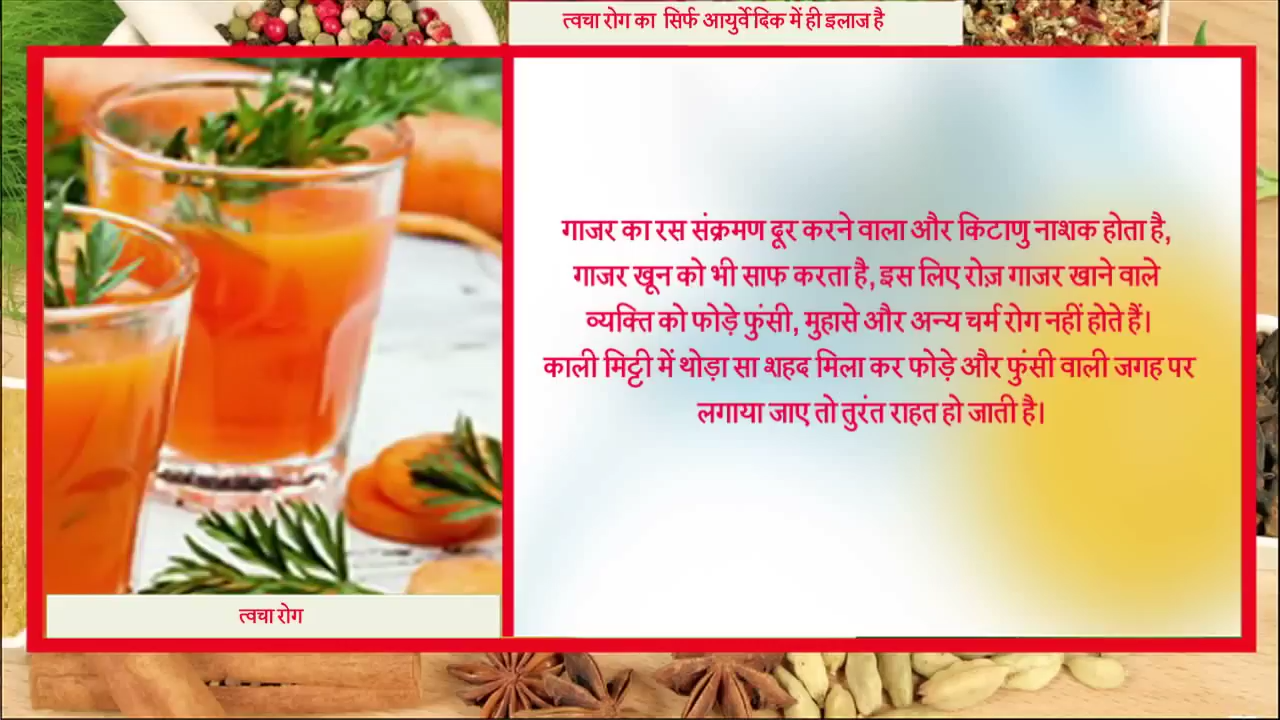 त्वचा रोग का सिर्फ आयुर्वेदिक में ही इलाज है
गाजर का रस संक्रमण दूर करने वाला और किटाणु नाशक होता है,
गाजर खून को भी साफ करता है, इस लिए रोज़ गाजर खाने वाले
व्यक्ति को फोड़े फुंसी, मुहासे और अन्य चर्म रोग नहीं होते हैं।
काली मिट्टी में थोड़ा सा शहद मिला कर फोड़े और फुंसी वाली जगह पर
लगाया जाए तो तुरंत राहत हो जाती है।
त्वचा रोग